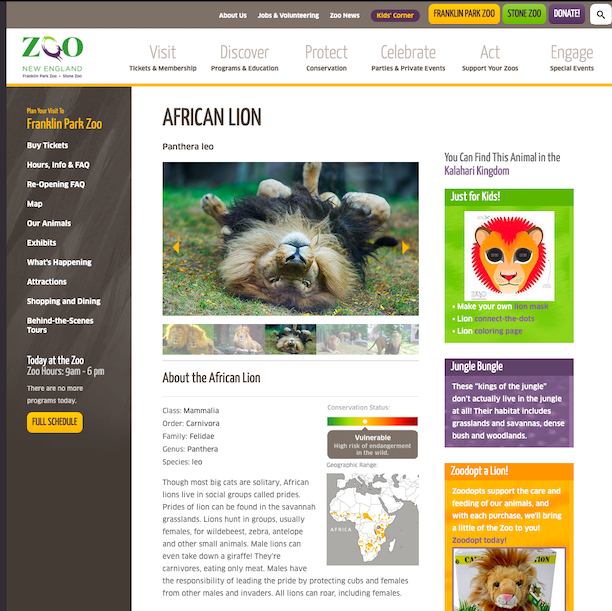 About Us
Jobs & Volunteering
Zoo News
Kids' Corner
FRANKLIN PARK ZOO
STONE ZOO
DONATE!
ZOO
NEW ENGLAND
Franklin Park Zoo • Stone Zoo
Visit
Tickets & Membership
Discover
Programs & Education
Protect
Conservation
Celebrate
Parties & Private Events
Act
Support Your Zoos
Engage
Special Events
Plan Your Visit To
Franklin Park Zoo
Buy Tickets
Hours, Info & FAQ
Re-Opening FAQ
Map
Our Animals
Exhibits
What's Happening
Attractions
Shopping and Dining
Behind-the-Scenes
Tours
Today at the Zoo
Zoo Hours: 9am - 6 pm
There are no more
programs today.
FULL SCHEDULE
AFRICAN LION
Panthera leo
About the African Lion
Class: Mammalia
Order: Carnivora
Family: Felidae
Genus: Panthera
Species: leo
Conservation Status:
Vulnerable
High risk of endangerment
in the wild.
Geographic Range:
AFRICA
Though most big cats are solitary, African
lions live in social groups called prides.
Prides of lion can be found in the savannah
grasslands. Lions hunt in groups, usually
females, for wildebeest, zebra, antelope
and other small animals. Male lions can
even take down a giraffe! They're
carnivores, eating only meat. Males have
the responsibility of leading the pride by protecting cubs and females
from other males and invaders. All lions can roar, including females.
You Can Find This Animal in the
Kalahari Kingdom
Just for Kids!
• Make your own lion mask
• Lion connect-the-dots
• Lion coloring page
Jungle Bungle
These "kings of the jungle"
don't actually live in the jungle
at all! Their habitat includes
grasslands and savannas, dense
bush and woodlands.
Zoodopt a Lion!
Zoodopts support the care and
feeding of our animals, and
with each purchase, we'll bring
a little of the Zoo to you!
Zoodopt today!